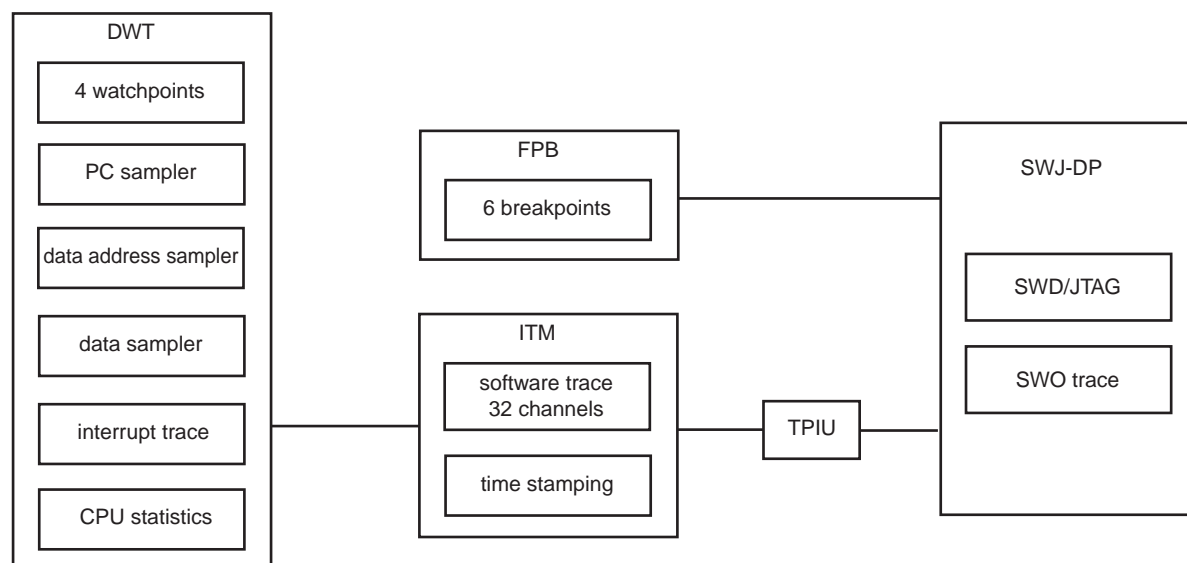 DWT
4 watchpoints
PC sampler
data address sampler
data sampler
interrupt trace
CPU statistics
FPB
6 breakpoints
ITM
software trace
32 channels
time stamping
TPIU
SWJ-DP
SWD/JTAG
SWO trace